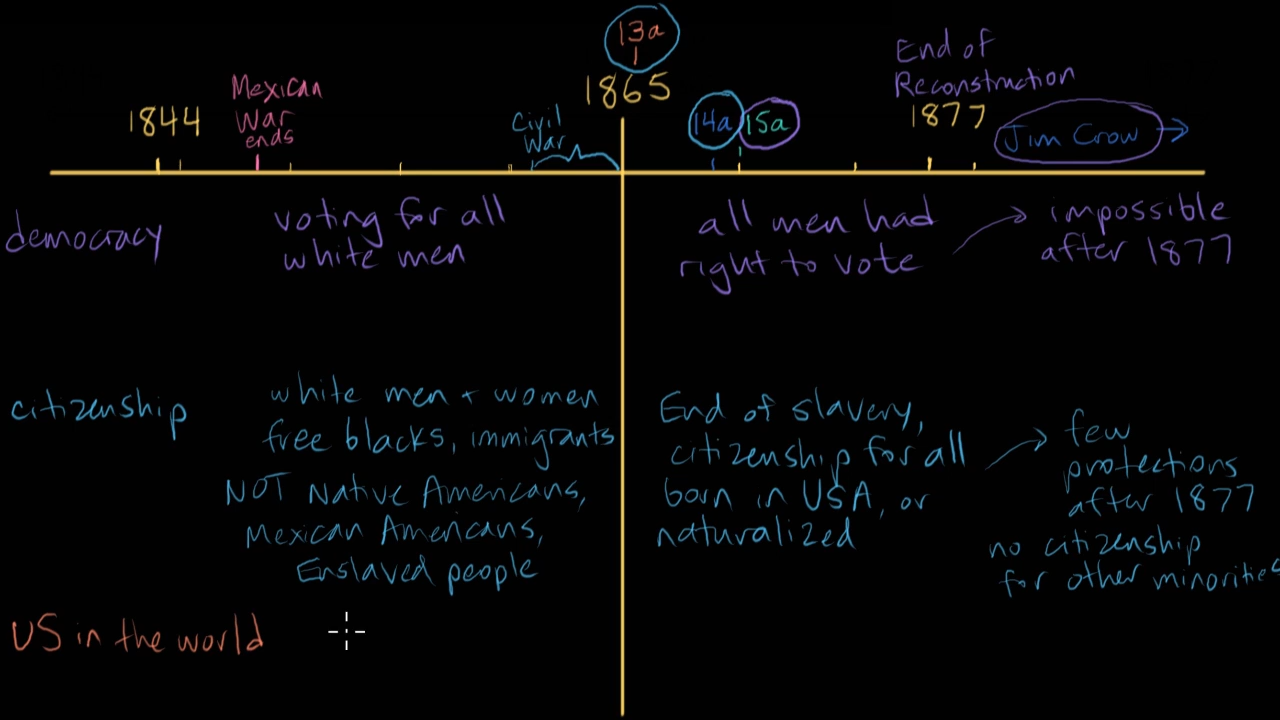 13a
1865
1844
Mexican
War
ends
Civil
War
14a
15a
End of
Reconstruction
1877
Jim Crow
democracy
voting for all
white men
all men had
right to vote
impossible
after 1877
citizenship
white men + women
free blacks, immigrants
NOT Native Americans,
Mexican Americans,
Enslaved people
End of slavery,
citizenship for all
born in USA, or
naturalized
few
protections
after 1877
no citizenship
for other minorities
US in the world